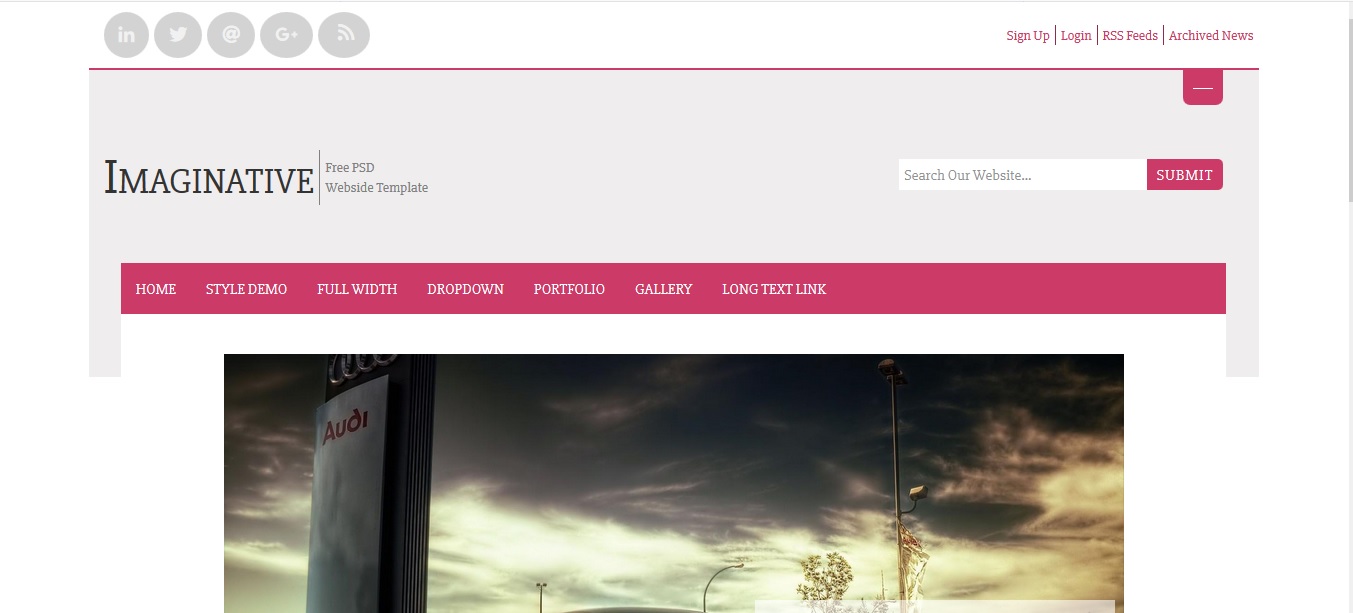 in @ G+
Sign Up Login RSS Feeds Archived News
IMAGINATIVE
Free PSD
Webside Template
Search Our Website... SUBMIT
HOME STYLE DEMO FULL WIDTH DROPDOWN PORTFOLIO GALLERY LONG TEXT LINK
Audi